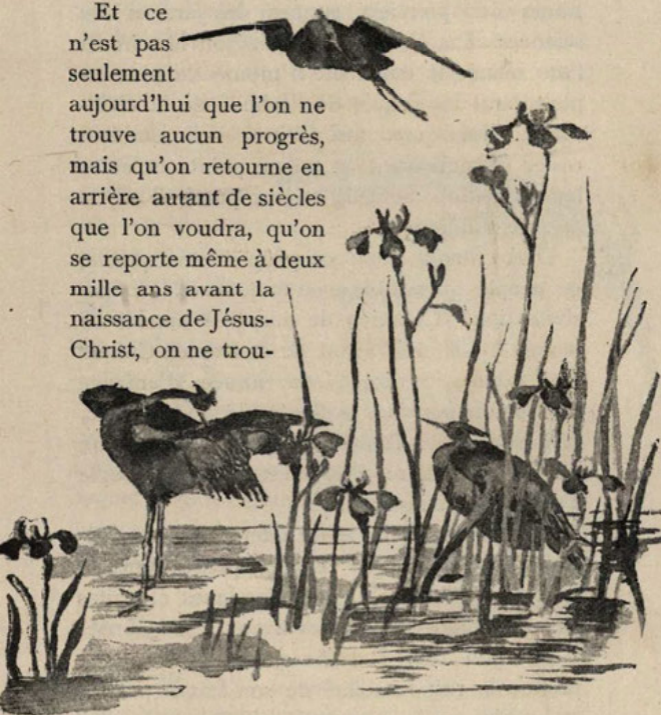 Et ce
n'est pas
seulement
aujourd'hui que l'on ne
trouve aucun progrès,
mais qu'on retourne en
arrière autant de siècles
que l'on voudra, qu'on
se reporte même à deux
mille ans avant la
naissance de Jésus-
Christ, on ne trou-